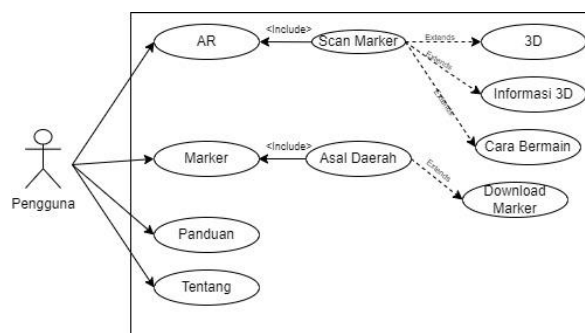 AR
<Include>
Scan Marker
Extends
3D
Extends
Informasi 3D
Extends
Cara Bermain
Pengguna
Marker
<Include>
Asal Daerah
Extends
Download
Marker
Panduan
Tentang